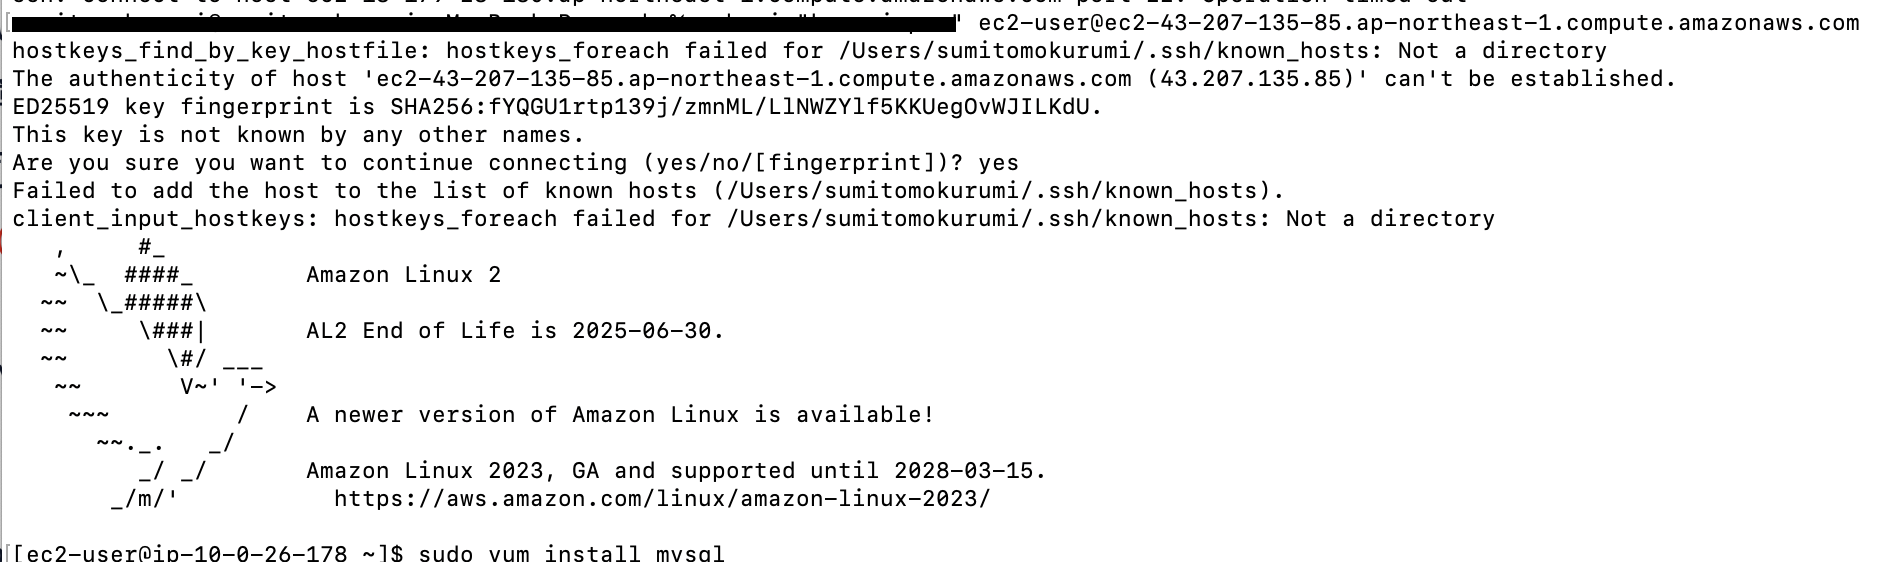 " ec2-user@ec2-43-207-135-85.ap-northeast-1.compute.amazonaws.com
hostkeys_find_by_key_hostfile: hostkeys_foreach failed for /Users/sumitomokurumi/.ssh/known_hosts: Not a directory
The authenticity of host 'ec2-43-207-135-85.ap-northeast-1.compute.amazonaws.com (43.207.135.85)' can't be established.
ED25519 key fingerprint is SHA256:fYQGU1rtp139j/zmnML/LlNWZYlf5KKUegOvWJILKdU.
This key is not known by any other names.
Are you sure you want to continue connecting (yes/no/[fingerprint])? yes
Failed to add the host to the list of known hosts (/Users/sumitomokurumi/.ssh/known_hosts).
client_input_hostkeys: hostkeys_foreach failed for /Users/sumitomokurumi/.ssh/known_hosts: Not a directory
   ,     #_
   ~\_  ####_        Amazon Linux 2
  ~~  \_#####\
  ~~     \###|       AL2 End of Life is 2025-06-30.
  ~~       \#/ ___
   ~~       V~' '->
    ~~~         /    A newer version of Amazon Linux is available!
      ~~._.   _/
         _/ _/       Amazon Linux 2023, GA and supported until 2028-03-15.
       _/m/'           https://aws.amazon.com/linux/amazon-linux-2023/
[ec2-user@ip-10-0-26-178 ~]$ sudo yum install mysql